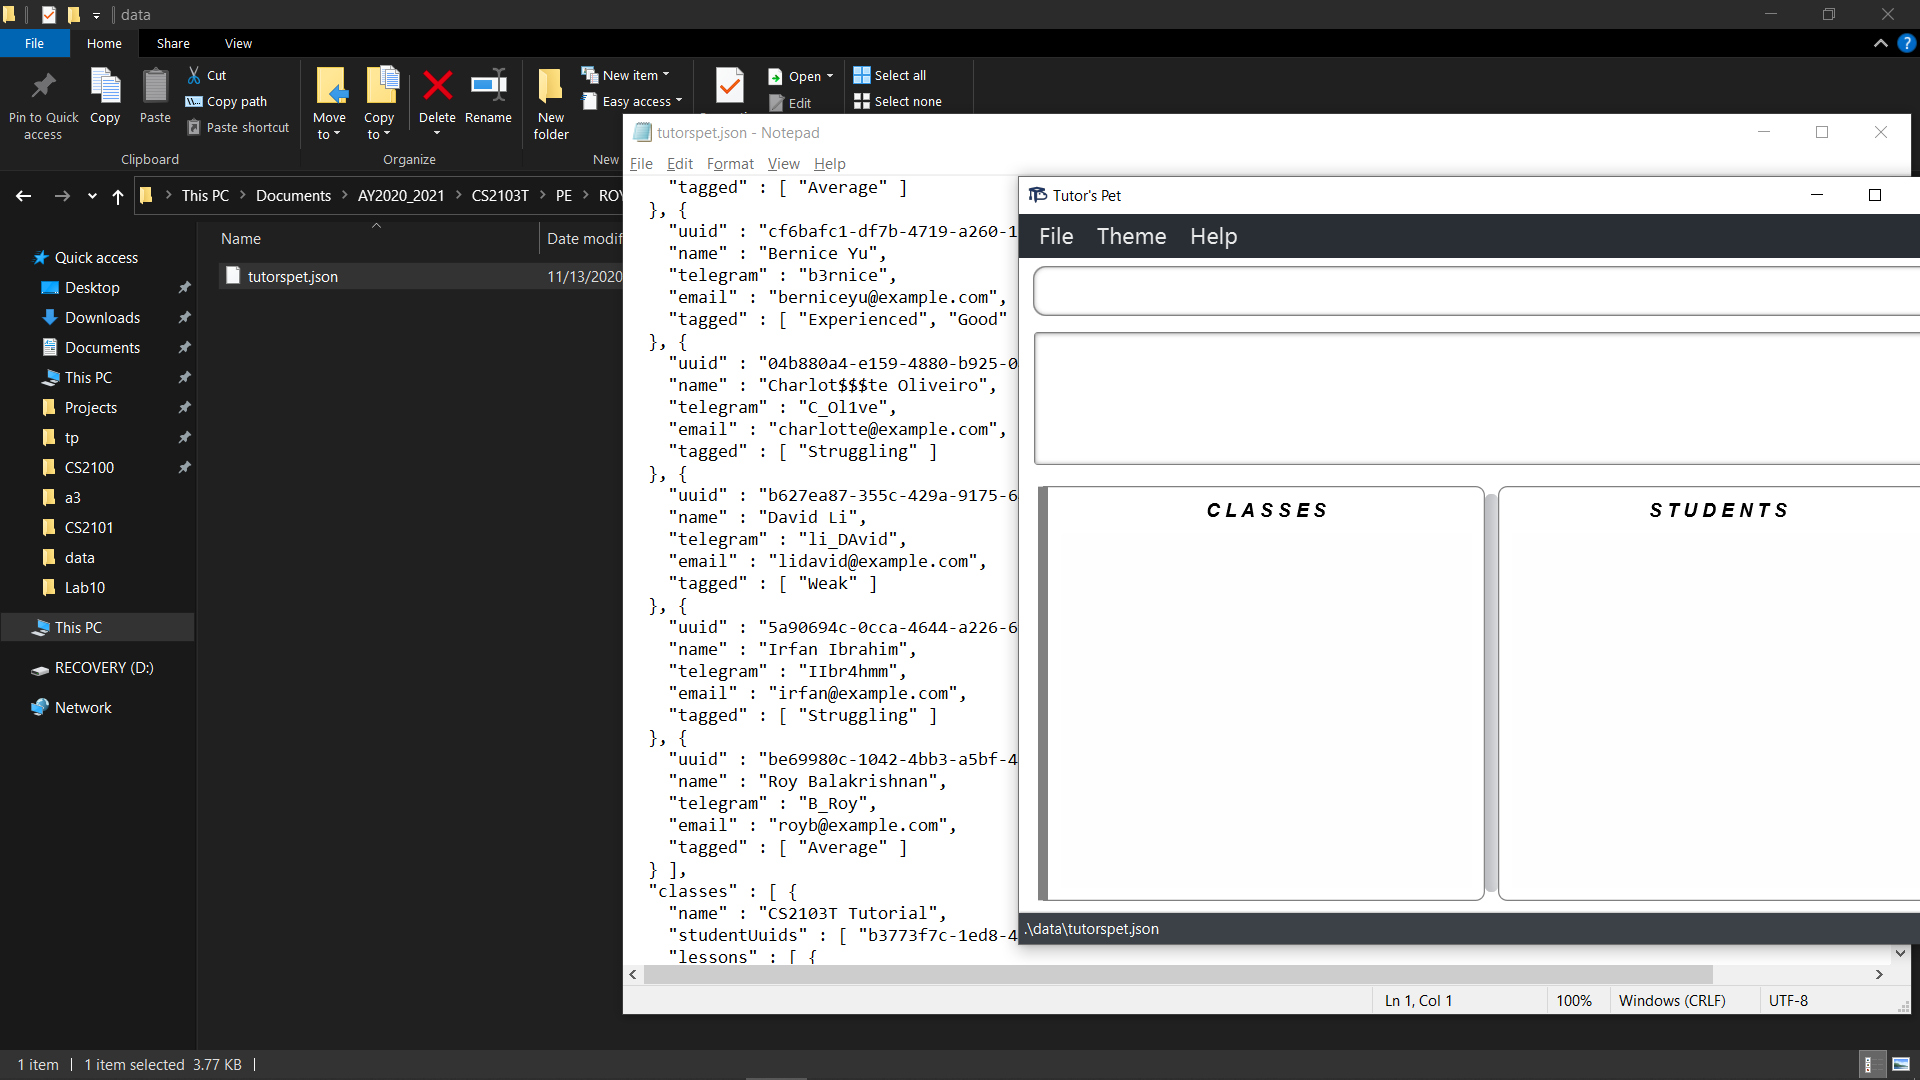 data
File
Home
Share
View
Pin to Quick access
Copy
Paste
Cut
Copy path
Paste shortcut
Clipboard
Move to
Copy to
Delete
Rename
Organize
New folder
New item
Easy access
New
Open
Edit
Select all
Select none
This PC
Documents
AY2020_2021
CS2103T
PE
Name
Date modif
tutorspet.json
11/13/2020
Quick access
Desktop
Downloads
Documents
This PC
Projects
tp
CS2100
a3
CS2101
data
Lab10
This PC
RECOVERY (D:)
Network
1 item
1 item selected 3.77 KB
tutorspet.json - Notepad
File Edit Format View Help
"tagged" : [ "Average" ]
}, {
"uuid" : "cf6bafc1-df7b-4719-a260-1
"name" : "Bernice Yu",
"telegram" : "b3rnice",
"email" : "berniceyu@example.com",
"tagged" : [ "Experienced", "Good"
}, {
"uuid" : "04b880a4-e159-4880-b925-0
"name" : "Charlot$$$te Oliveiro",
"telegram" : "C_Ol1ve",
"email" : "charlotte@example.com",
"tagged" : [ "Struggling" ]
}, {
"uuid" : "b627ea87-355c-429a-9175-6
"name" : "David Li",
"telegram" : "li_DAvid",
"email" : "lidavid@example.com",
"tagged" : [ "Weak" ]
}, {
"uuid" : "5a90694c-0cca-4644-a226-6
"name" : "Irfan Ibrahim",
"telegram" : "IIbr4hmm",
"email" : "irfan@example.com",
"tagged" : [ "Struggling" ]
}, {
"uuid" : "be69980c-1042-4bb3-a5bf-4
"name" : "Roy Balakrishnan",
"telegram" : "B_Roy",
"email" : "royb@example.com",
"tagged" : [ "Average" ]
} ],
"classes" : [ {
"name" : "CS2103T Tutorial",
"studentUuids" : [ "b3773f7c-1ed8-4
"lessons" : [ {
Ln 1, Col 1
100%
Windows (CRLF)
UTF-8
Tutor's Pet
File Theme Help
CLASSES
STUDENTS
.\data\tutorspet.json